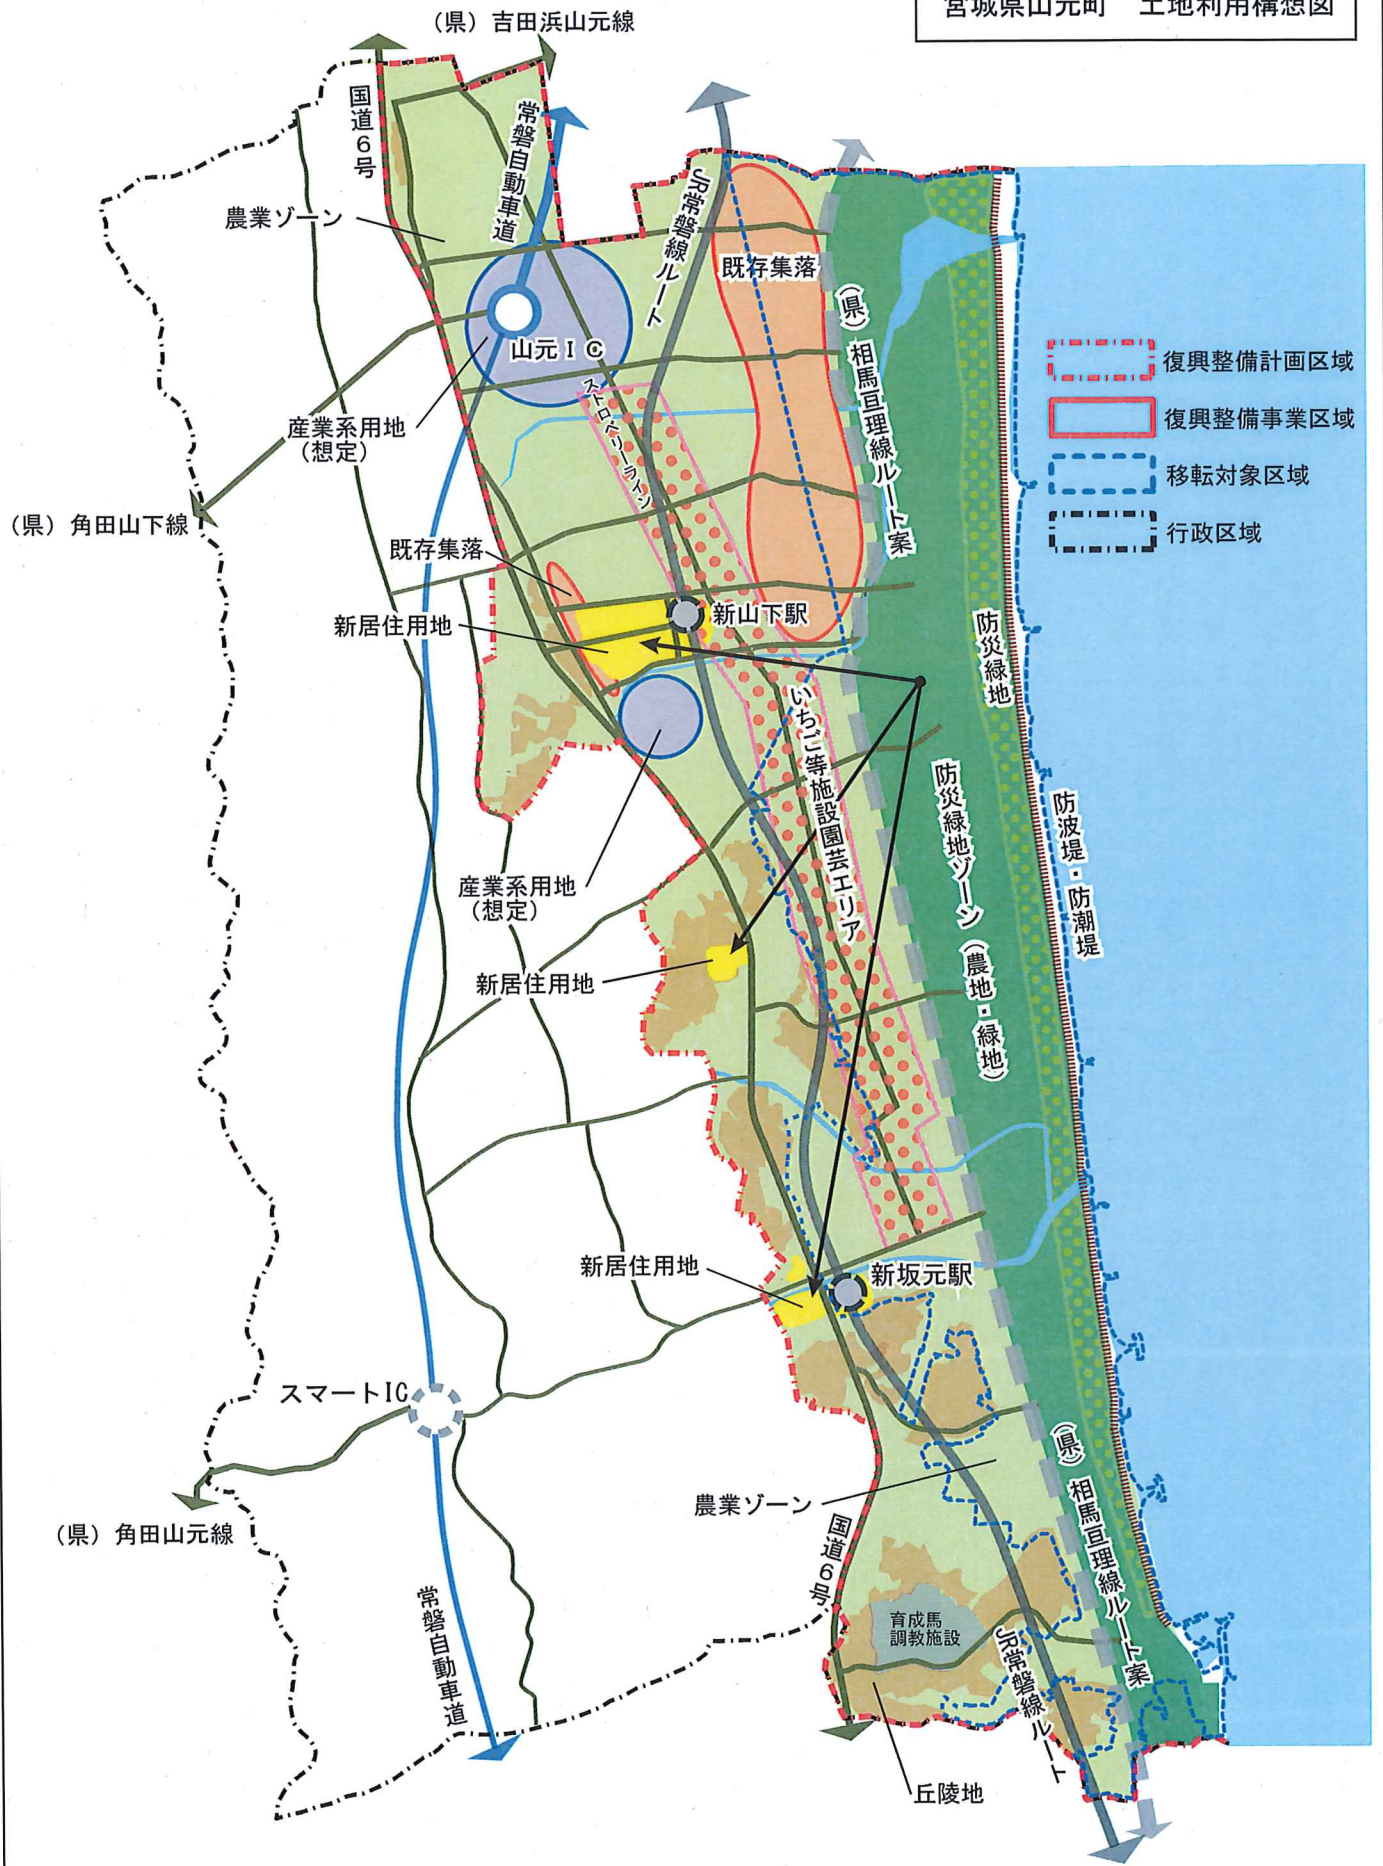 宮城県山元町　土地利用構想図
（県）吉田浜山元線
国道６号
常磐自動車道
JR常磐線ルート
農業ゾーン
既存集落
（県）相馬亘理線ルート案
山元ＩＣ
ストロベリーライン
産業系用地
（想定）
（県）角田山下線
復興整備計画区域
復興整備事業区域
移転対象区域
行政区域
既存集落
新居住用地
新山下駅
防災緑地
いちご等施設園芸エリア
防災緑地ゾーン（農地・緑地）
防波堤・防潮堤
産業系用地
（想定）
新居住用地
新居住用地
新坂元駅
スマートIC
（県）角田山元線
農業ゾーン
国道６号
（県）相馬亘理線ルート案
常磐自動車道
育成馬
調教施設
JR常磐線ルート
丘陵地